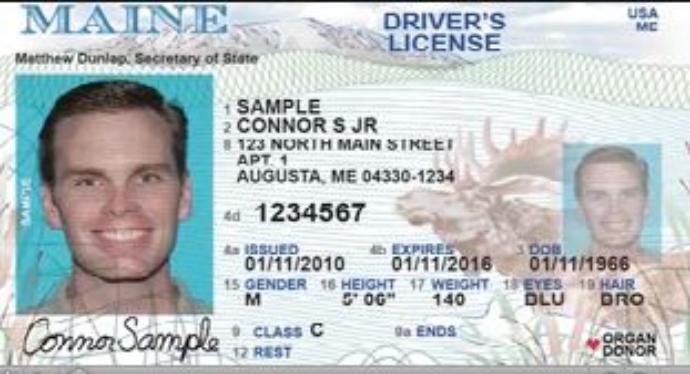 MAINE
DRIVER'S
LICENSE
USA
ME
Matthew Dunlap, Secretary of State
SAMPLE
1 SAMPLE
2 CONNOR S JR
8 123 NORTH MAIN STREET
APT. 1
AUGUSTA, ME 04330-1234
4d 1234567
4a ISSUED 4b EXPIRES 3 DOB
01/11/2010 01/11/2016 01/11/1966
15 GENDER 16 HEIGHT 17 WEIGHT 18 EYES 19 HAIR
M 5' 06" 140 BLU BRO
9 CLASS C 9a ENDS
12 REST
Connor Sample
ORGAN
DONOR